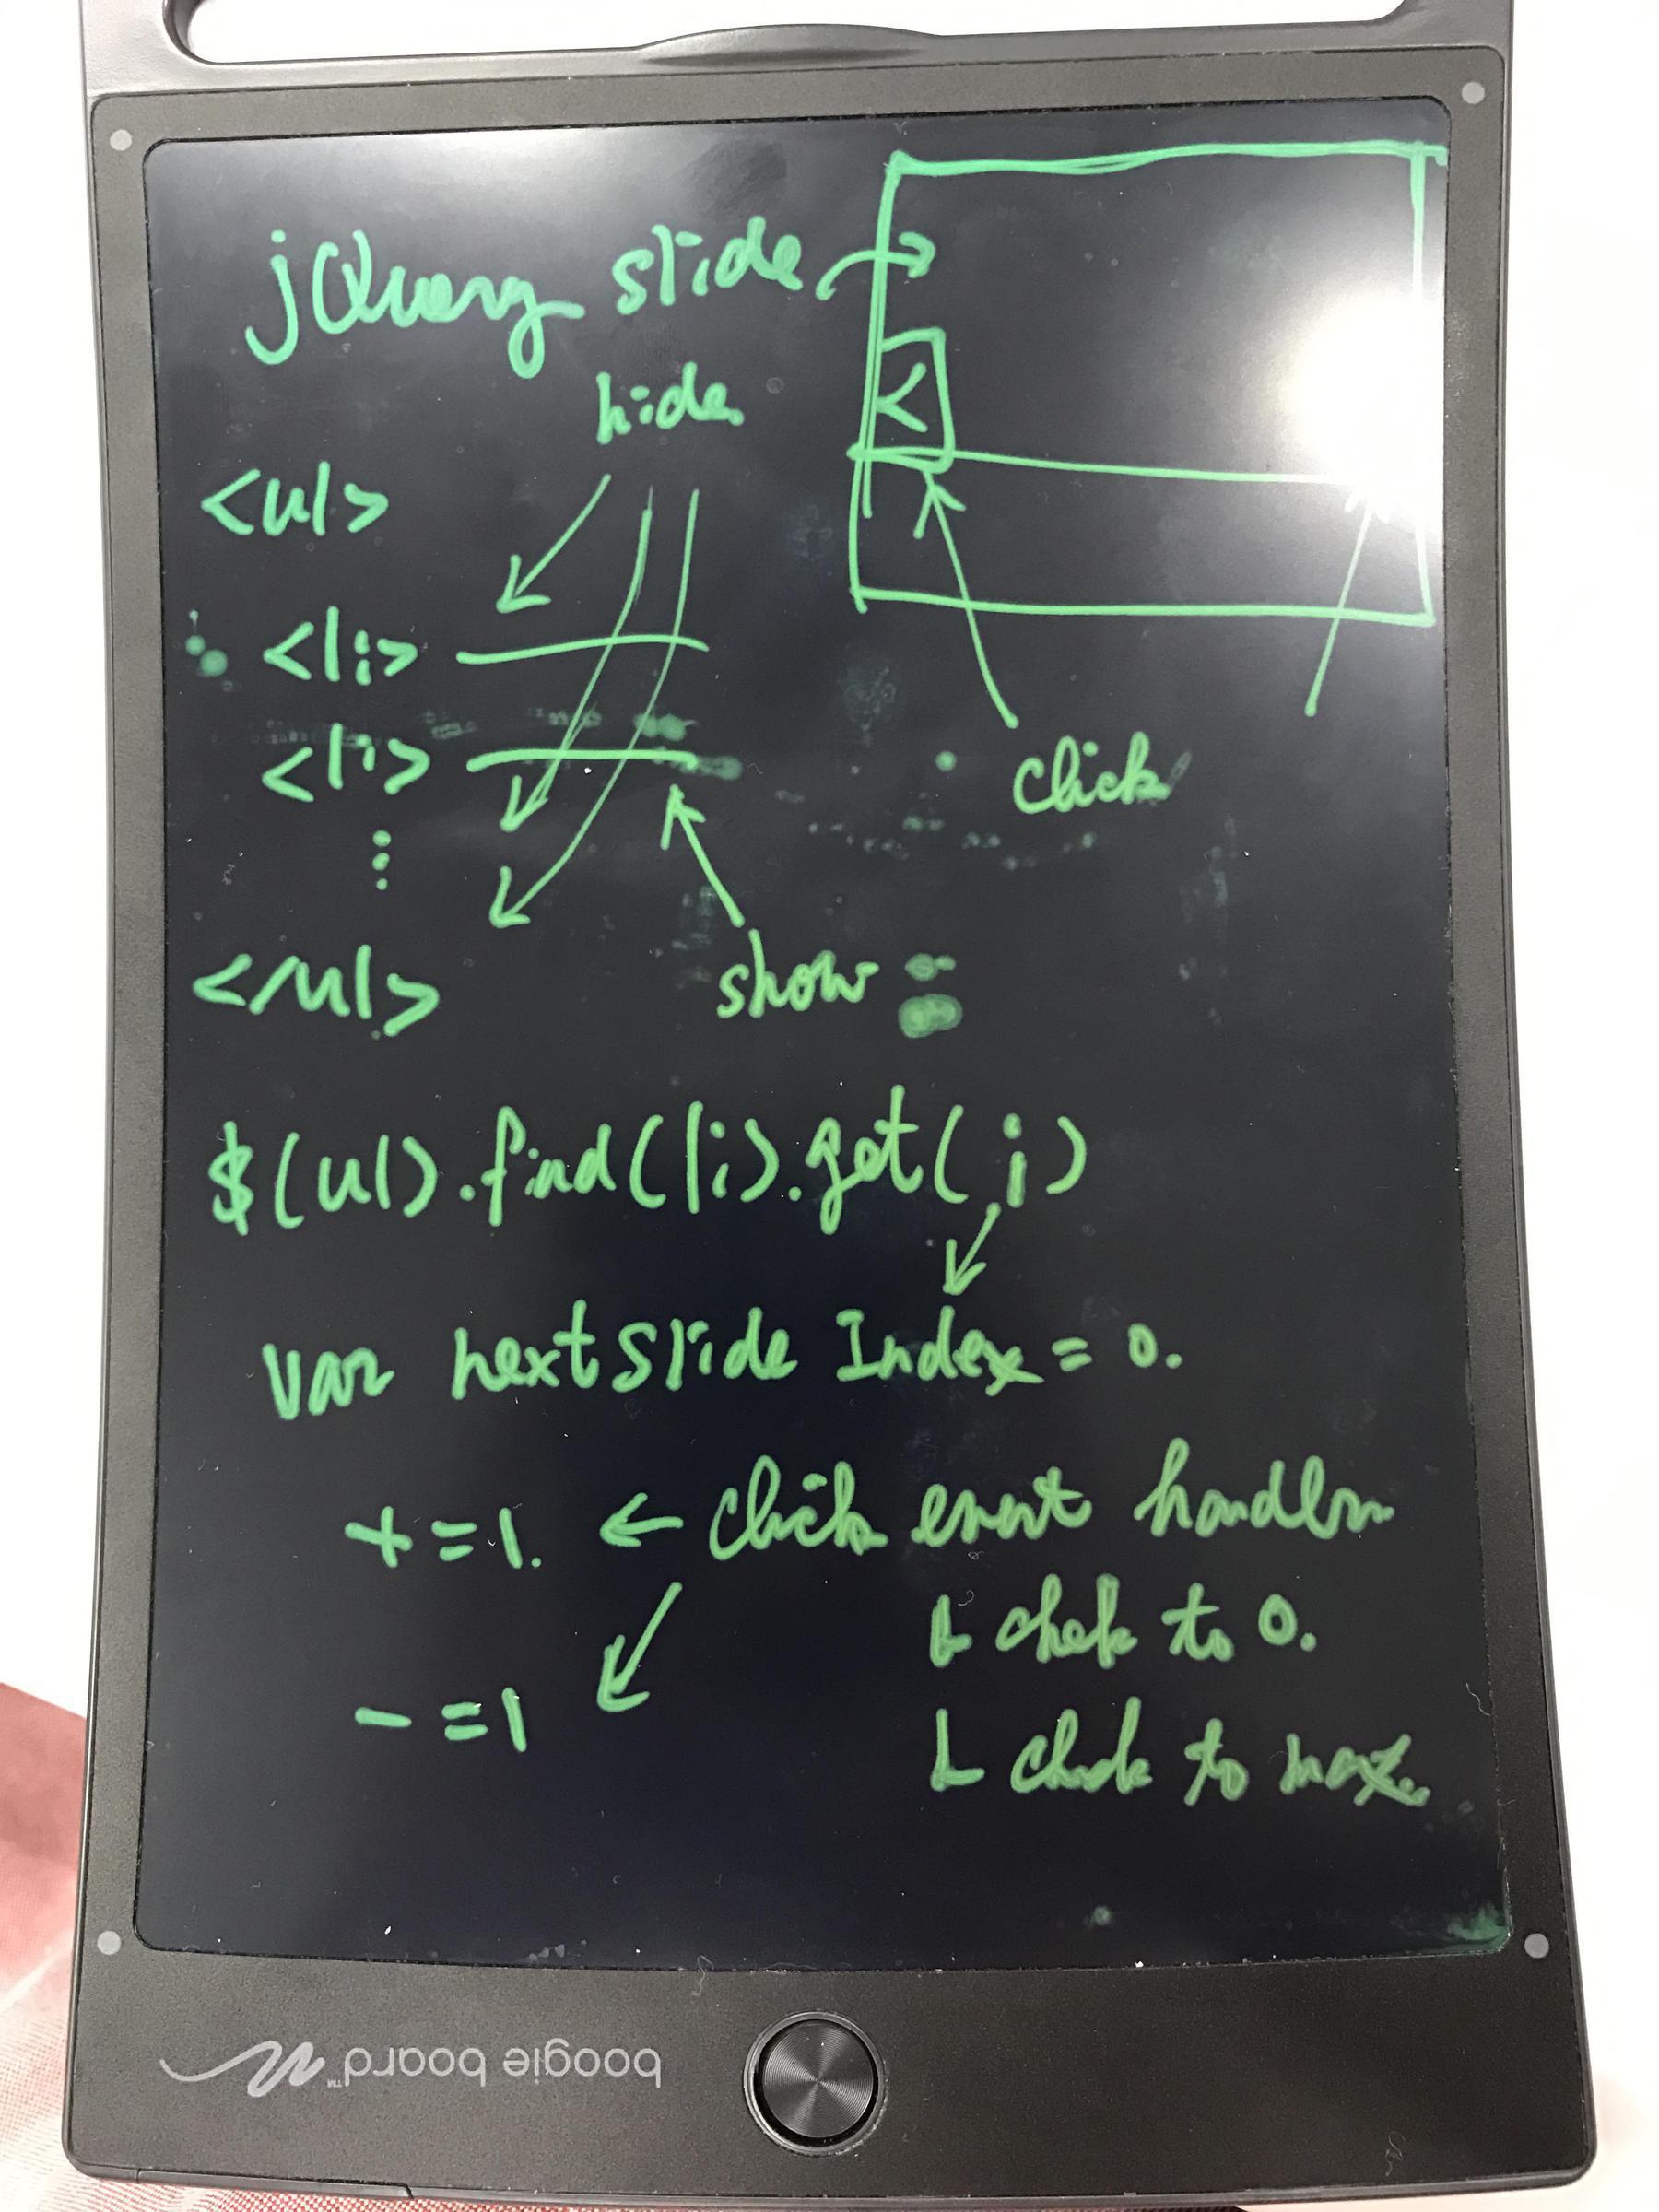 jQuery slide
hide
<
<ul>
<li>
<li>
⋮
</ul>
click
show
$(ul).find(li).get(i)
var nextSlide Index = 0.
+=1. ← click event handler
└ chek to 0.
-=1
└ check to max.
boogie board™